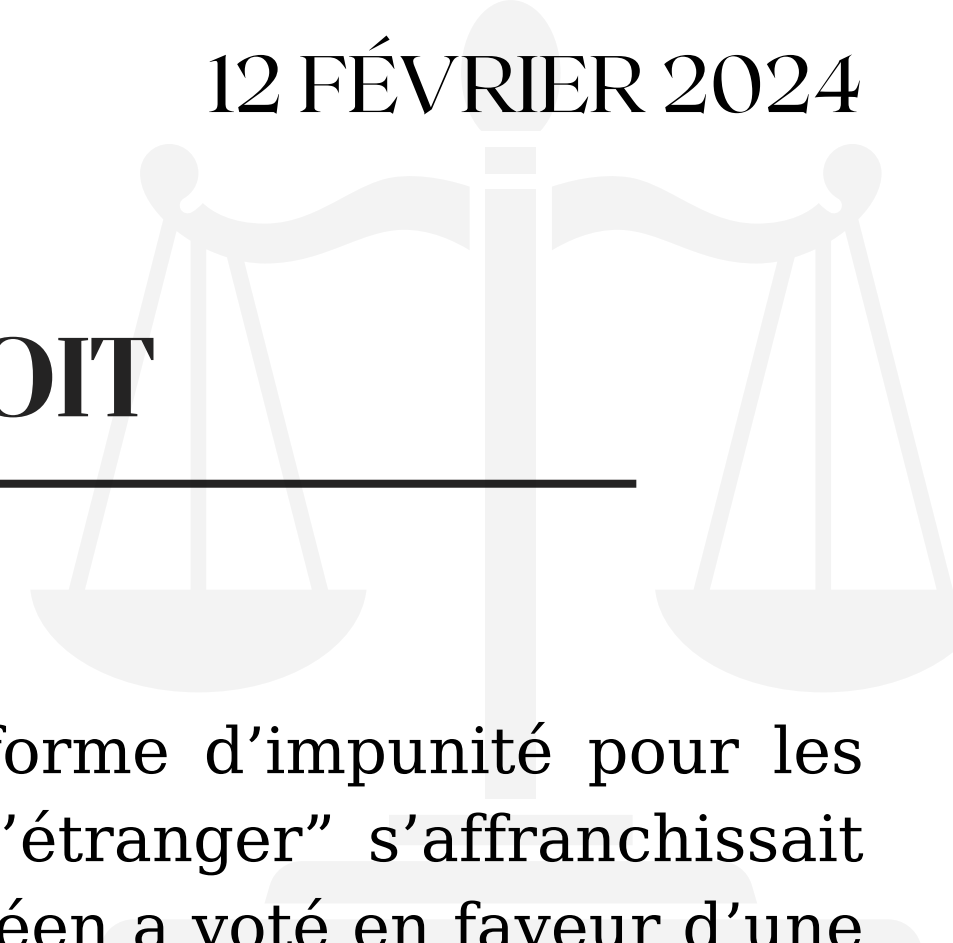 12 FÉVRIER 2024
OIT
forme d’impunité pour les
’étranger” s’affranchissait
éen a voté en faveur d’une